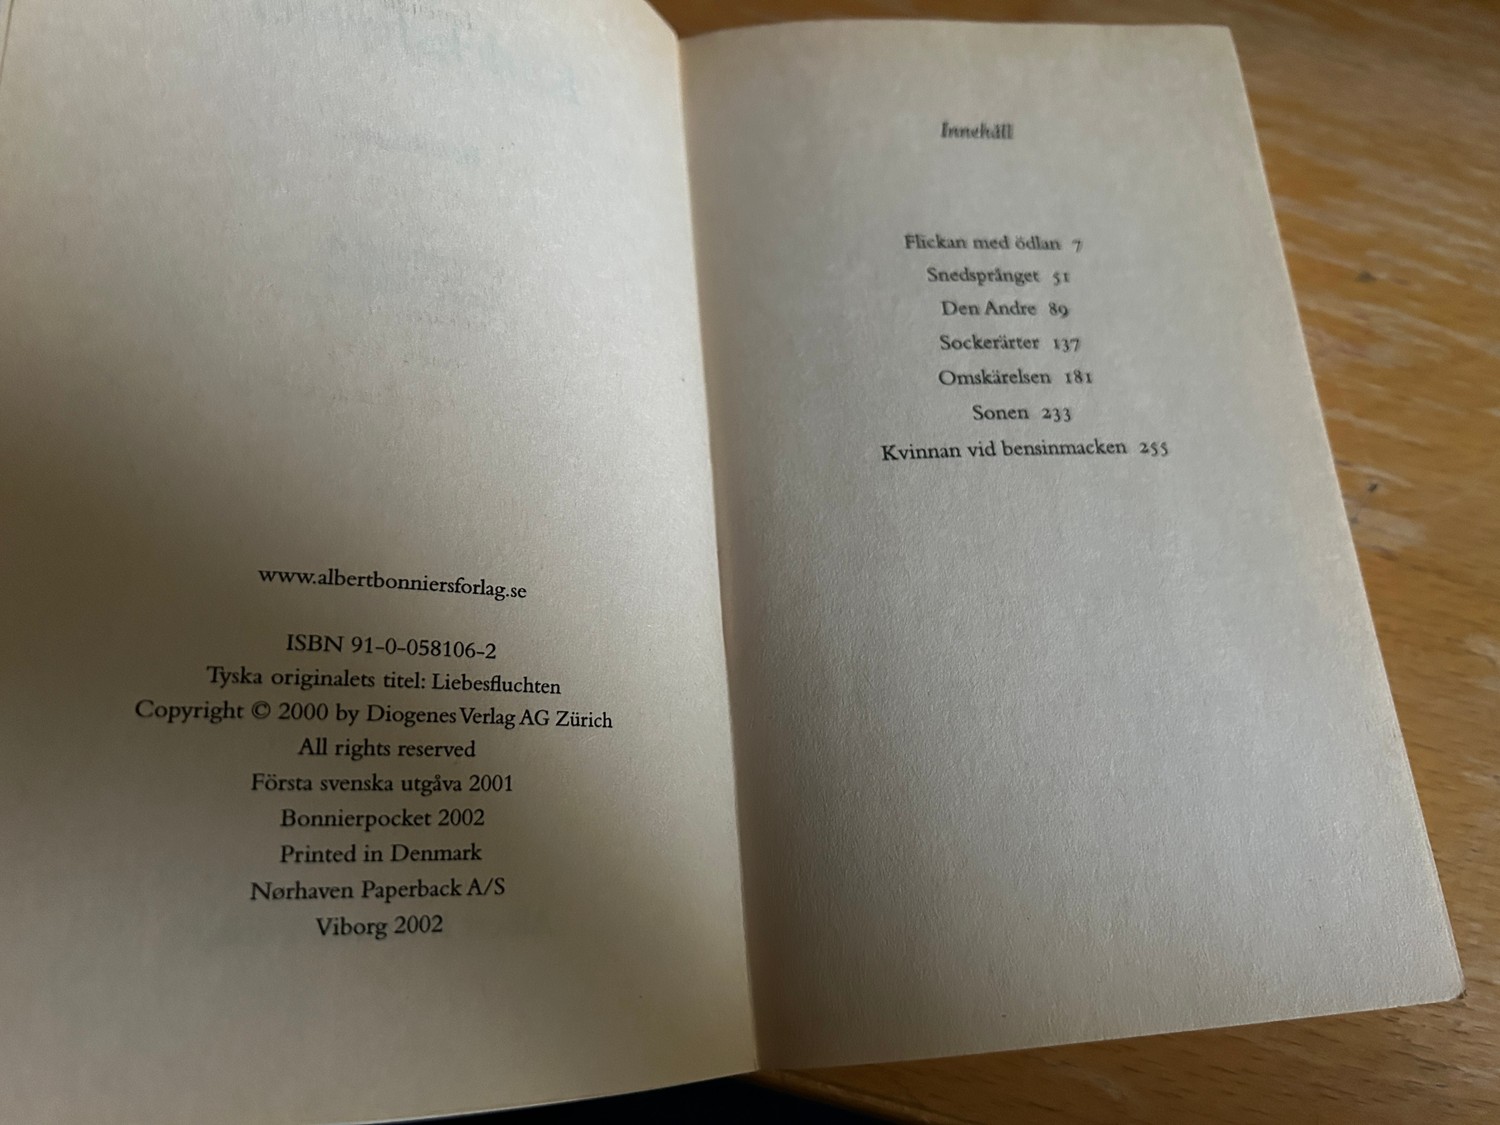 www.albertbonniersforlag.se
ISBN 91-0-058106-2
Tyska originalets titel: Liebesfluchten
Copyright © 2000 by Diogenes Verlag AG Zürich
All rights reserved
Första svenska utgåva 2001
Bonnierpocket 2002
Printed in Denmark
Nørhaven Paperback A/S
Viborg 2002
Innehåll
Flickan med ödlan 7
Snedsprånget 51
Den Andre 89
Sockerärter 137
Omskärelsen 181
Sonen 233
Kvinnan vid bensinmacken 255